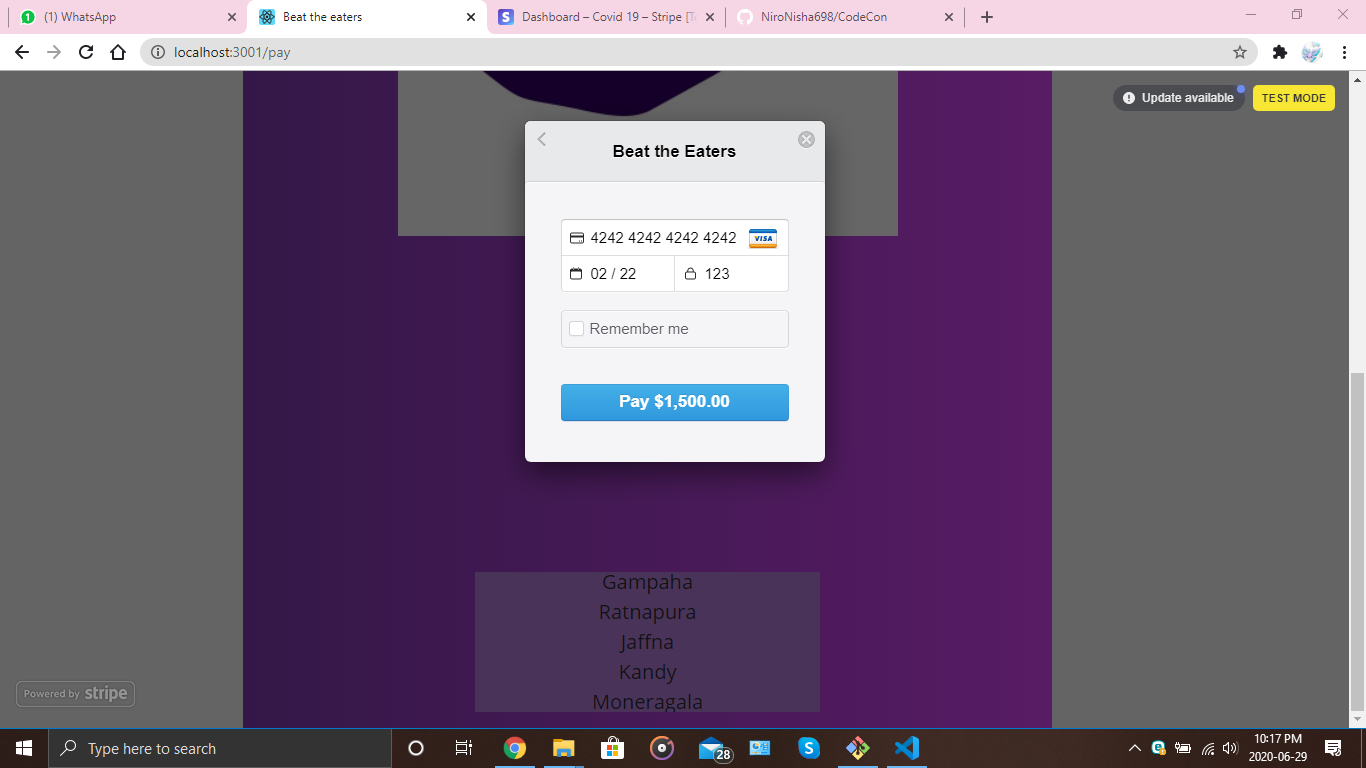 (1) WhatsApp
Beat the eaters
Dashboard – Covid 19 – Stripe [Te
NiroNisha698/CodeCon
localhost:3001/pay
Update available
TEST MODE
Beat the Eaters
4242 4242 4242 4242 VISA
02 / 22 123
Remember me
Pay $1,500.00
Gampaha
Ratnapura
Jaffna
Kandy
Moneragala
Powered by stripe
Type here to search
28
10:17 PM
2020-06-29